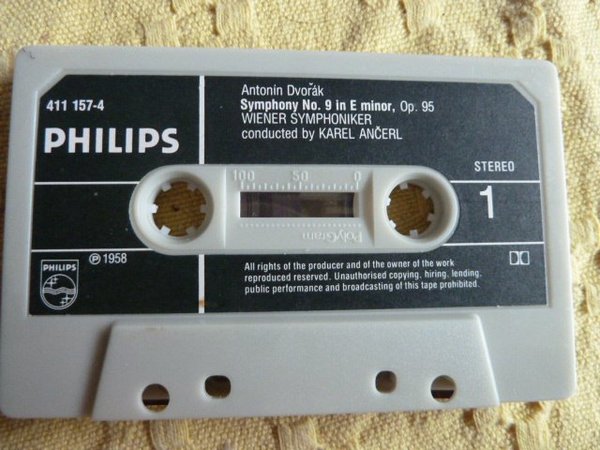 411 157-4
PHILIPS
Antonín Dvořák
Symphony No. 9 in E minor, Op. 95
WIENER SYMPHONIKER
conducted by KAREL ANČERL
STEREO
1
100 50 0
PolyGram
℗ 1958
PHILIPS
All rights of the producer and of the owner of the work
reproduced reserved. Unauthorised copying, hiring, lending,
public performance and broadcasting of this tape prohibited.